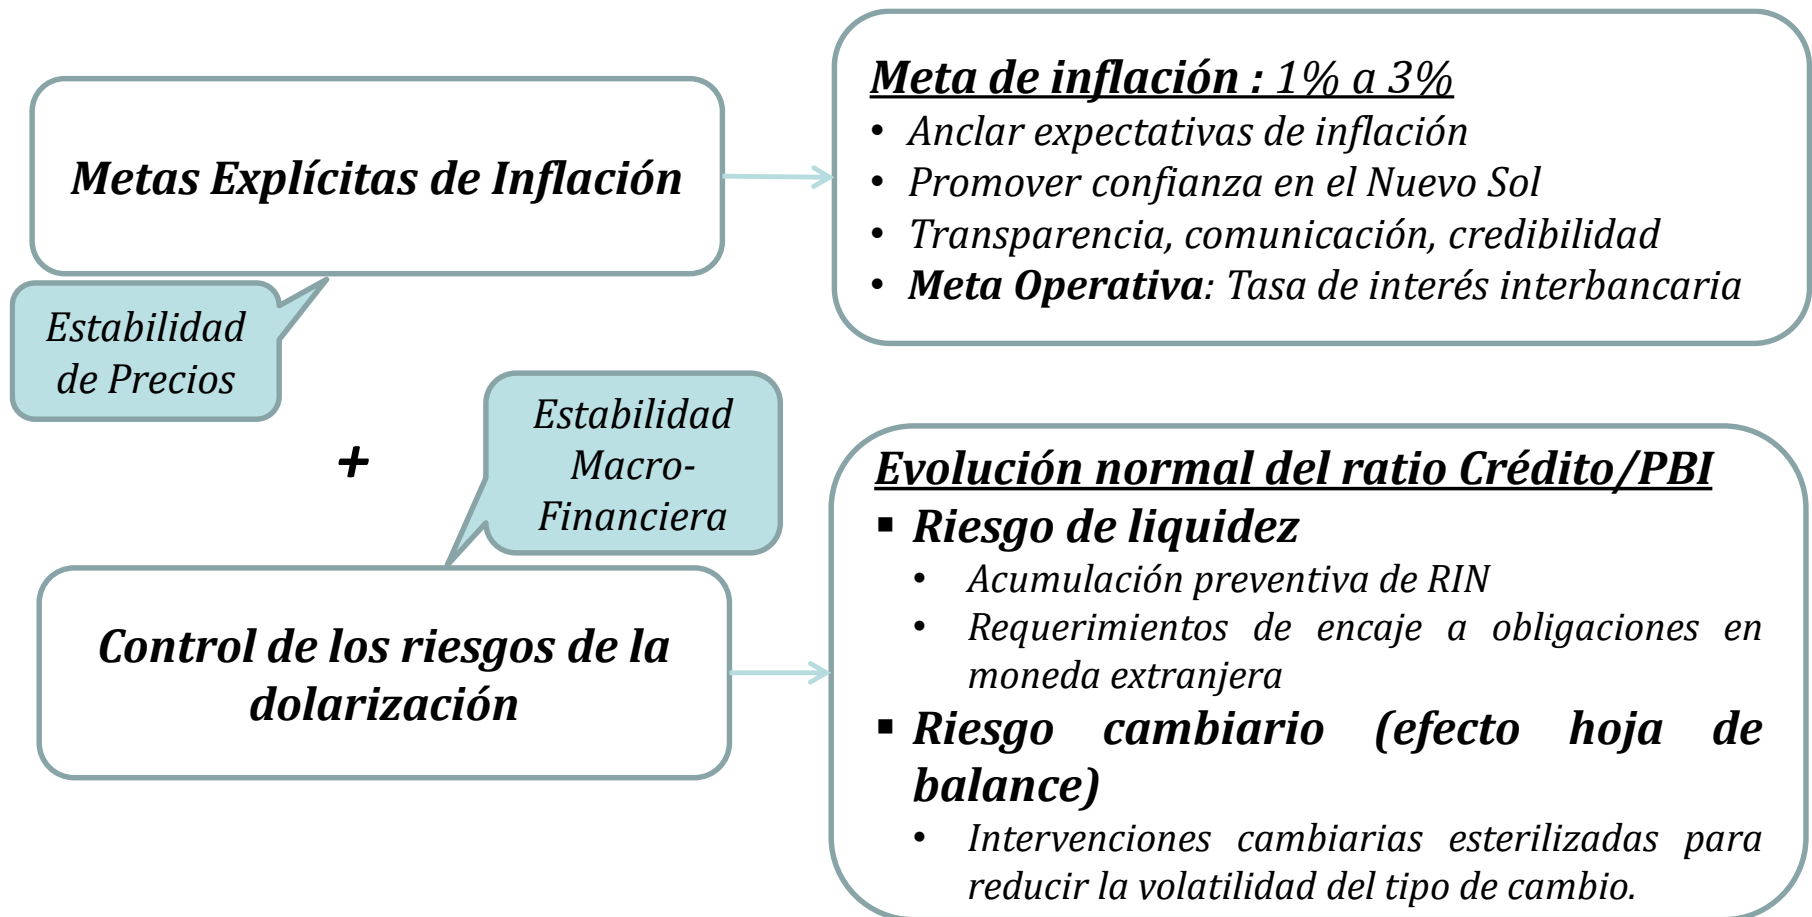 Metas Explícitas de Inflación
Estabilidad
de Precios
Meta de inflación : 1% a 3%
• Anclar expectativas de inflación
• Promover confianza en el Nuevo Sol
• Transparencia, comunicación, credibilidad
• Meta Operativa: Tasa de interés interbancaria
+
Estabilidad
Macro-
Financiera
Control de los riesgos de la
dolarización
Evolución normal del ratio Crédito/PBI
▪ Riesgo de liquidez
• Acumulación preventiva de RIN
• Requerimientos de encaje a obligaciones en
moneda extranjera
▪ Riesgo cambiario (efecto hoja de
balance)
• Intervenciones cambiarias esterilizadas para
reducir la volatilidad del tipo de cambio.